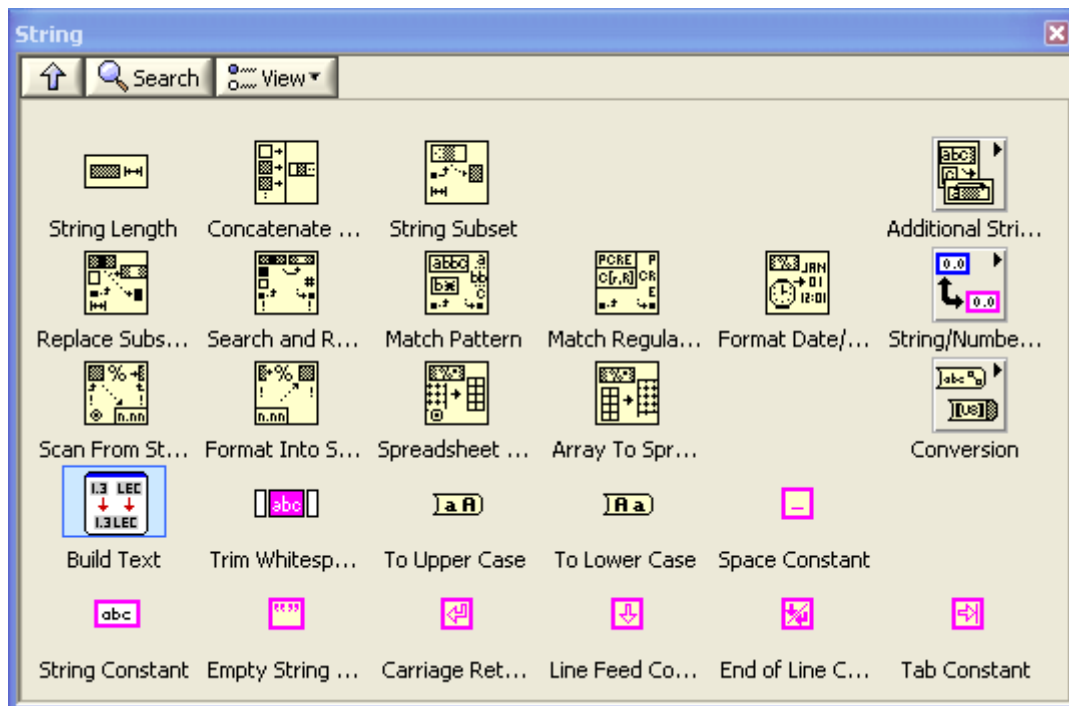 String
Search View
String Length Concatenate ... String Subset Additional Stri...
Replace Subs... Search and R... Match Pattern Match Regula... Format Date/... String/Numbe...
Scan From St... Format Into S... Spreadsheet ... Array To Spr... Conversion
Build Text Trim Whitesp... To Upper Case To Lower Case Space Constant
String Constant Empty String ... Carriage Ret... Line Feed Co... End of Line C... Tab Constant